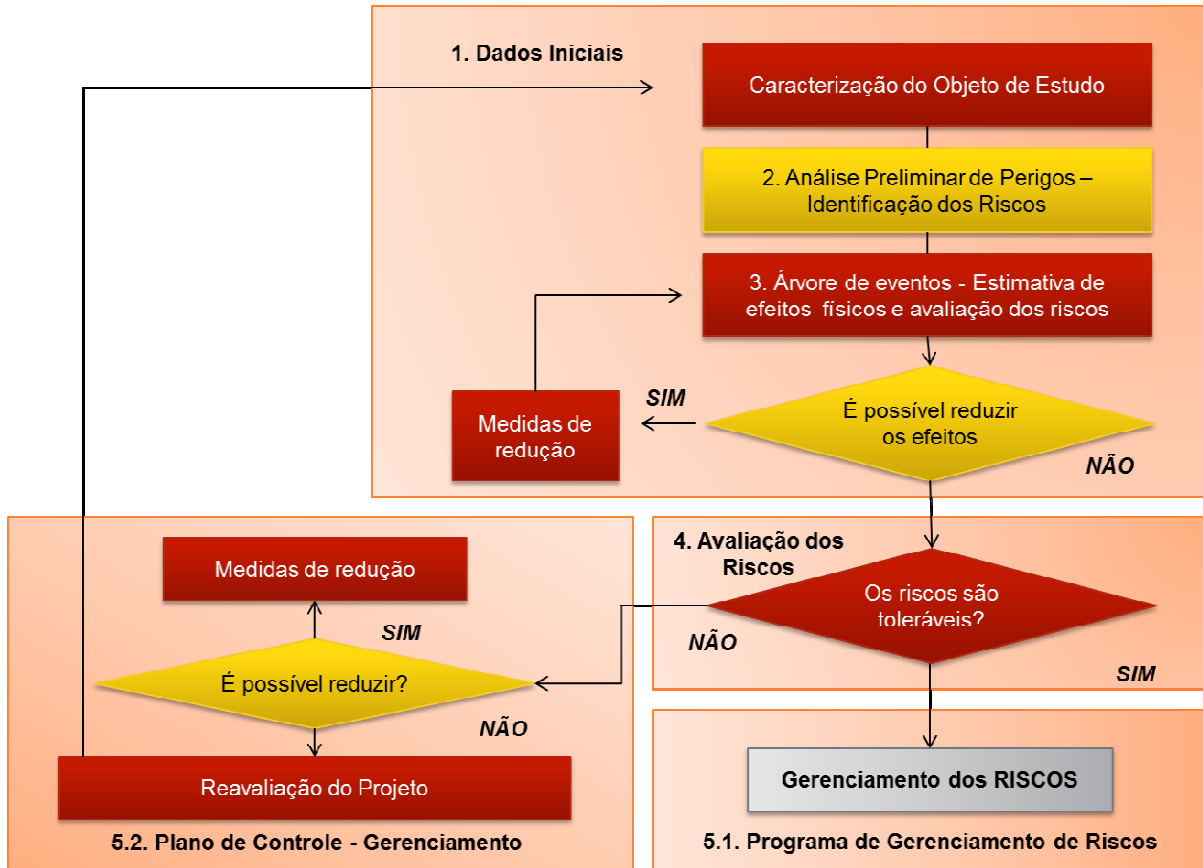 1. Dados Iniciais
Caracterização do Objeto de Estudo
2. Análise Preliminar de Perigos –
Identificação dos Riscos
3. Árvore de eventos - Estimativa de
efeitos físicos e avaliação dos riscos
É possível reduzir
os efeitos
SIM
NÃO
Medidas de
redução
4. Avaliação dos
Riscos
Os riscos são
toleráveis?
NÃO
SIM
Medidas de redução
SIM
É possível reduzir?
NÃO
Reavaliação do Projeto
5.2. Plano de Controle - Gerenciamento
Gerenciamento dos RISCOS
5.1. Programa de Gerenciamento de Riscos